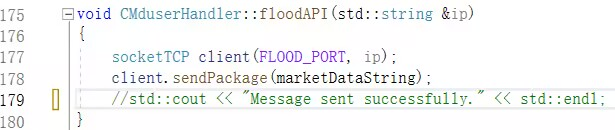 175 void CMduserHandler::floodAPI(std::string &ip)
176 {
177 socketTCP client(FLOOD_PORT, ip);
178 client.sendPackage(marketDataString);
179 //std::cout << "Message sent successfully." << std::endl;
180 }